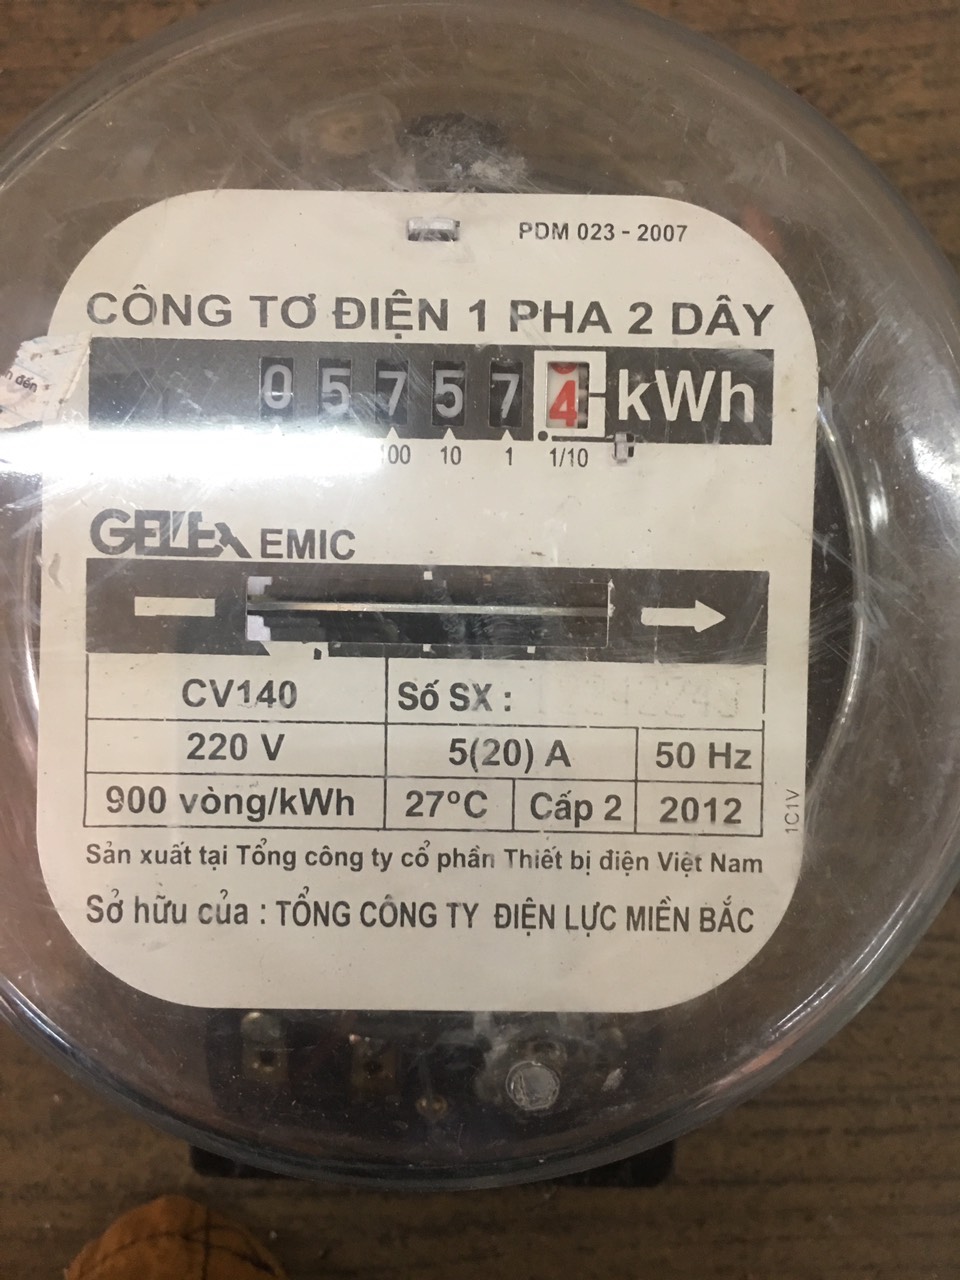 PDM 023 - 2007
CÔNG TƠ ĐIỆN 1 PHA 2 DÂY
n đến
0 5 7 5 7 4 kWh
100 10 1 1/10
GELEX EMIC
CV140 Số SX :
220 V 5(20) A 50 Hz
900 vòng/kWh 27°C Cấp 2 2012
1C1V
Sản xuất tại Tổng công ty cổ phần Thiết bị điện Việt Nam
Sở hữu của : TỔNG CÔNG TY ĐIỆN LỰC MIỀN BẮC